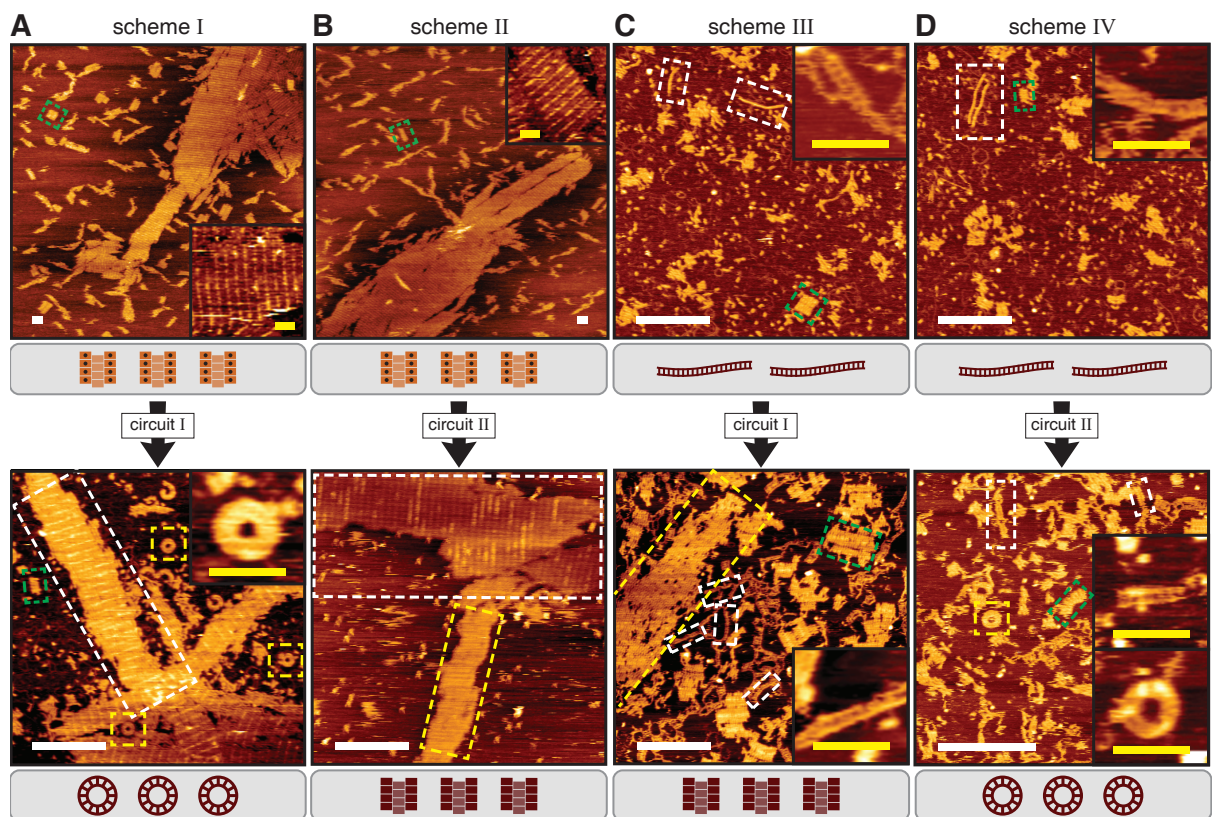 A scheme I
B scheme II
C scheme III
D scheme IV
circuit I
circuit II
circuit I
circuit II